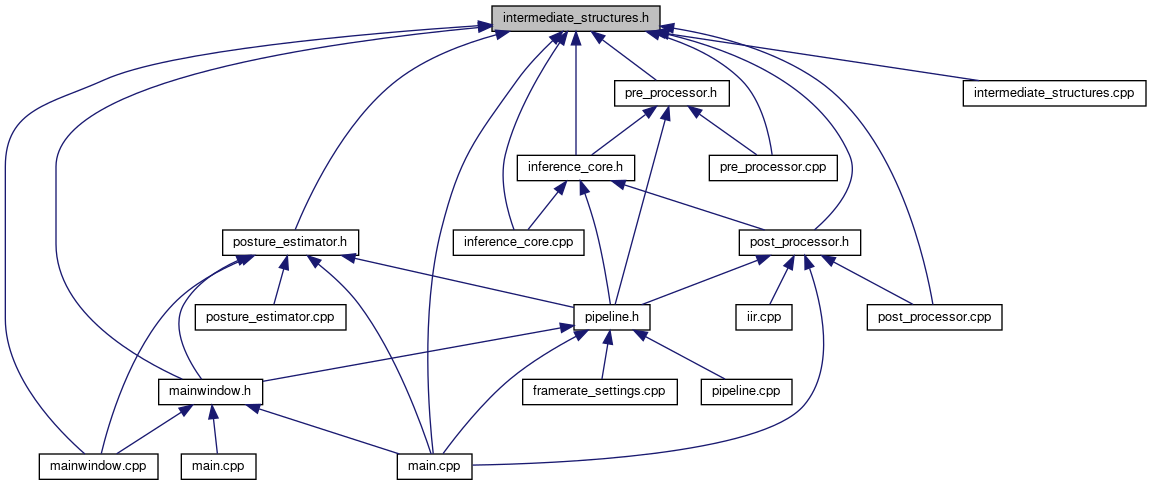 intermediate_structures.h
pre_processor.h
intermediate_structures.cpp
inference_core.h
pre_processor.cpp
posture_estimator.h
inference_core.cpp
post_processor.h
posture_estimator.cpp
pipeline.h
iir.cpp
post_processor.cpp
mainwindow.h
framerate_settings.cpp
pipeline.cpp
mainwindow.cpp
main.cpp
main.cpp